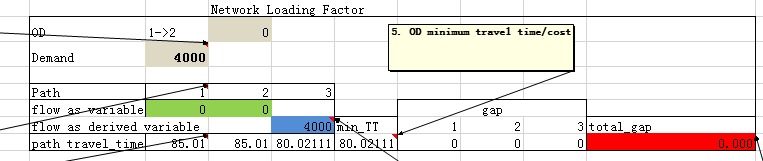 Network Loading Factor
OD 1->2 0
5. OD minimum travel time/cost
Demand 4000
Path 1 2 3
flow as variable 0 0 gap
flow as derived variable 4000 min_TT 1 2 3 total_gap
path travel_time 85.01 85.01 80.02111 80.02111 0 0 0 0.000